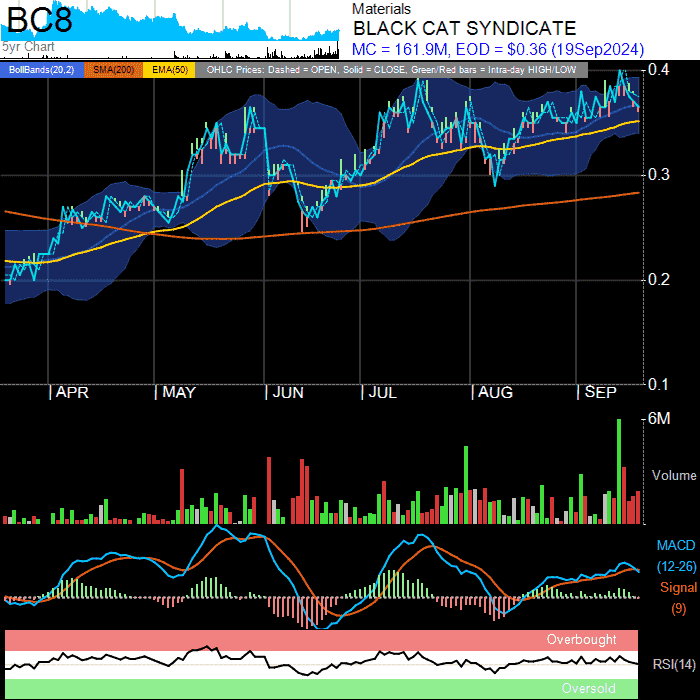 BC8
5yr Chart
Materials
BLACK CAT SYNDICATE
MC = 161.9M, EOD = $0.36 (19Sep2024)
BollBands(20,2) SMA(200) EMA(50) OHLC Prices: Dashed = OPEN, Solid = CLOSE, Green/Red bars = Intra-day HIGH/LOW
0.4
0.3
0.2
0.1
APR MAY JUN JUL AUG SEP
6M
Volume
MACD
(12-26)
Signal
(9)
Overbought
RSI(14)
Oversold